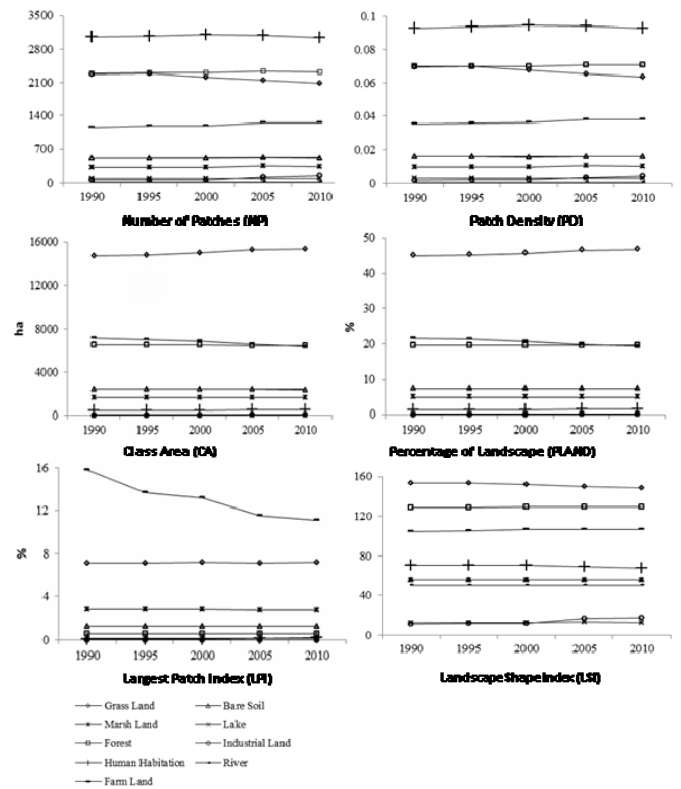 3500
2800
2100
1400
700
0
1990 1995 2000 2005 2010
Number of Patches (NP)
0.1
0.08
0.06
0.04
0.02
0
1990 1995 2000 2005 2010
Patch Density (PD)
16000
12000
8000
4000
0
ha
1990 1995 2000 2005 2010
Class Area (CA)
50
40
30
20
10
0
%
1990 1995 2000 2005 2010
Percentage of Landscape (PLAND)
16
12
8
4
0
%
1990 1995 2000 2005 2010
Largest Patch Index (LPI)
160
120
80
40
0
1990 1995 2000 2005 2010
Landscape Shape Index (LSI)
Grass Land Bare Soil
Marsh Land Lake
Forest Industrial Land
Human Habitation River
Farm Land